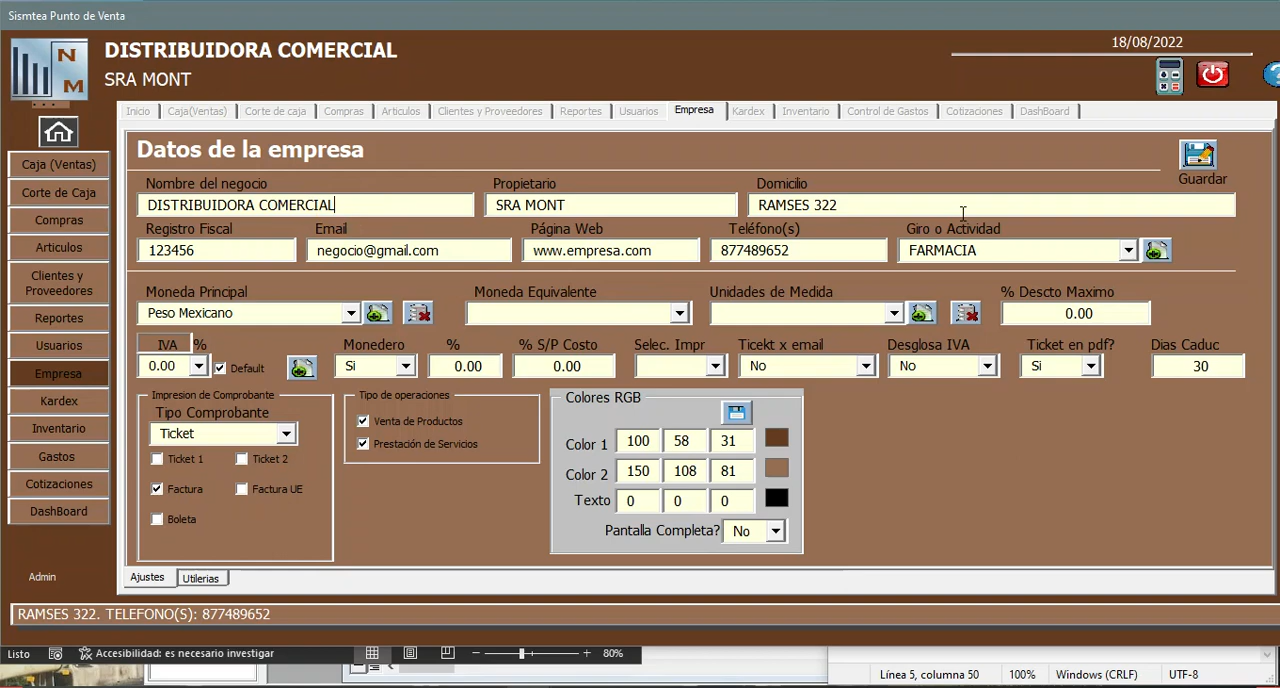 Sismtea Punto de Venta
N
M
DISTRIBUIDORA COMERCIAL
SRA MONT
18/08/2022
?
Inicio Caja(Ventas) Corte de caja Compras Articulos Clientes y Proveedores Reportes Usuarios Empresa Kardex Inventario Control de Gastos Cotizaciones DashBoard
Caja (Ventas)
Corte de Caja
Compras
Articulos
Clientes y
Proveedores
Reportes
Usuarios
Empresa
Kardex
Inventario
Gastos
Cotizaciones
DashBoard
Admin
Datos de la empresa
Guardar
Nombre del negocio Propietario Domicilio
DISTRIBUIDORA COMERCIAL SRA MONT RAMSES 322
Registro Fiscal Email Página Web Teléfono(s) Giro o Actividad
123456 negocio@gmail.com www.empresa.com 877489652 FARMACIA
Moneda Principal Moneda Equivalente Unidades de Medida % Descto Maximo
Peso Mexicano 0.00
IVA % Monedero % % S/P Costo Selec. Impr Ticekt x email Desglosa IVA Ticket en pdf? Dias Caduc
0.00 Default Si 0.00 0.00 No No Si 30
Impresion de Comprobante
Tipo Comprobante
Ticket
Ticket 1 Ticket 2
Factura Factura UE
Boleta
Tipo de operaciones
Venta de Productos
Prestación de Servicios
Colores RGB
Color 1 100 58 31
Color 2 150 108 81
Texto 0 0 0
Pantalla Completa? No
Ajustes Utilerias
RAMSES 322. TELEFONO(S): 877489652
Listo Accesibilidad: es necesario investigar 80%
Línea 5, columna 50 100% Windows (CRLF) UTF-8